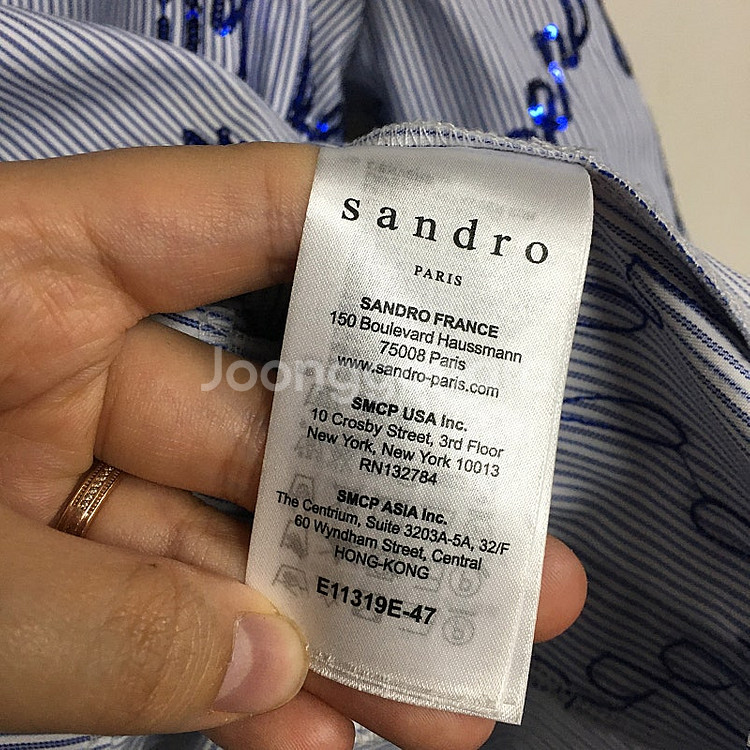 sandro
PARIS
SANDRO FRANCE
150 Boulevard Haussmann
75008 Paris
www.sandro-paris.com
SMCP USA Inc.
10 Crosby Street, 3rd Floor
New York, New York 10013
RN132784
SMCP ASIA Inc.
The Centrium, Suite 3203A-5A, 32/F
60 Wyndham Street, Central
HONG-KONG
E11319E-47